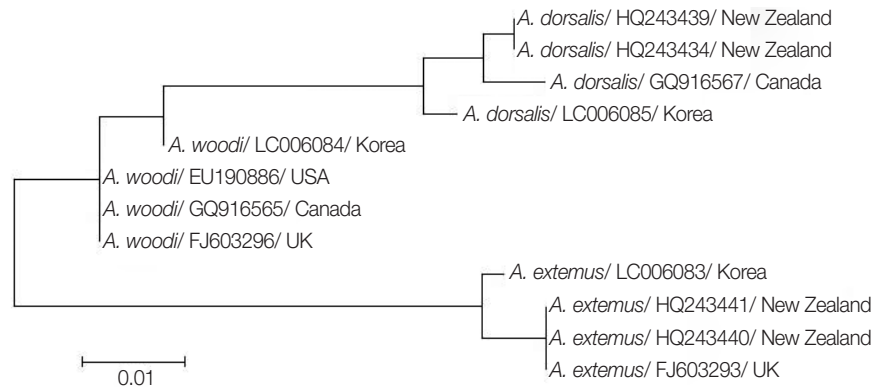 A. dorsalis/ HQ243439/ New Zealand
A. dorsalis/ HQ243434/ New Zealand
A. dorsalis/ GQ916567/ Canada
A. dorsalis/ LC006085/ Korea
A. woodi/ LC006084/ Korea
A. woodi/ EU190886/ USA
A. woodi/ GQ916565/ Canada
A. woodi/ FJ603296/ UK
A. extemus/ LC006083/ Korea
A. extemus/ HQ243441/ New Zealand
A. extemus/ HQ243440/ New Zealand
A. extemus/ FJ603293/ UK
0.01